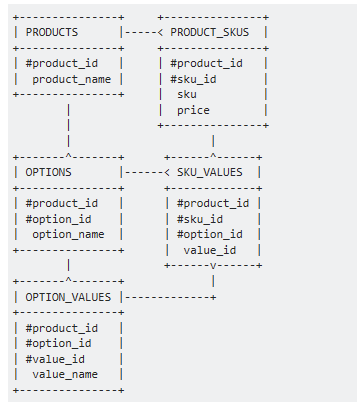 +---------------+     +---------------+
| PRODUCTS      |-----< PRODUCT_SKUS  |
+---------------+     +---------------+
| #product_id   |     | #product_id   |
|  product_name |     | #sku_id       |
+---------------+     |  sku          |
        |             |  price        |
        |             +---------------+
        |                     |
+-------^-------+      +------^------+
| OPTIONS       |------< SKU_VALUES  |
+---------------+      +-------------+
| #product_id   |      | #product_id |
| #option_id    |      | #sku_id     |
|  option_name  |      | #option_id  |
+---------------+      |  value_id   |
        |              +------v------+
+-------^-------+             |
| OPTION_VALUES |-------------+
+---------------+
| #product_id   |
| #option_id    |
| #value_id     |
|  value_name   |
+---------------+